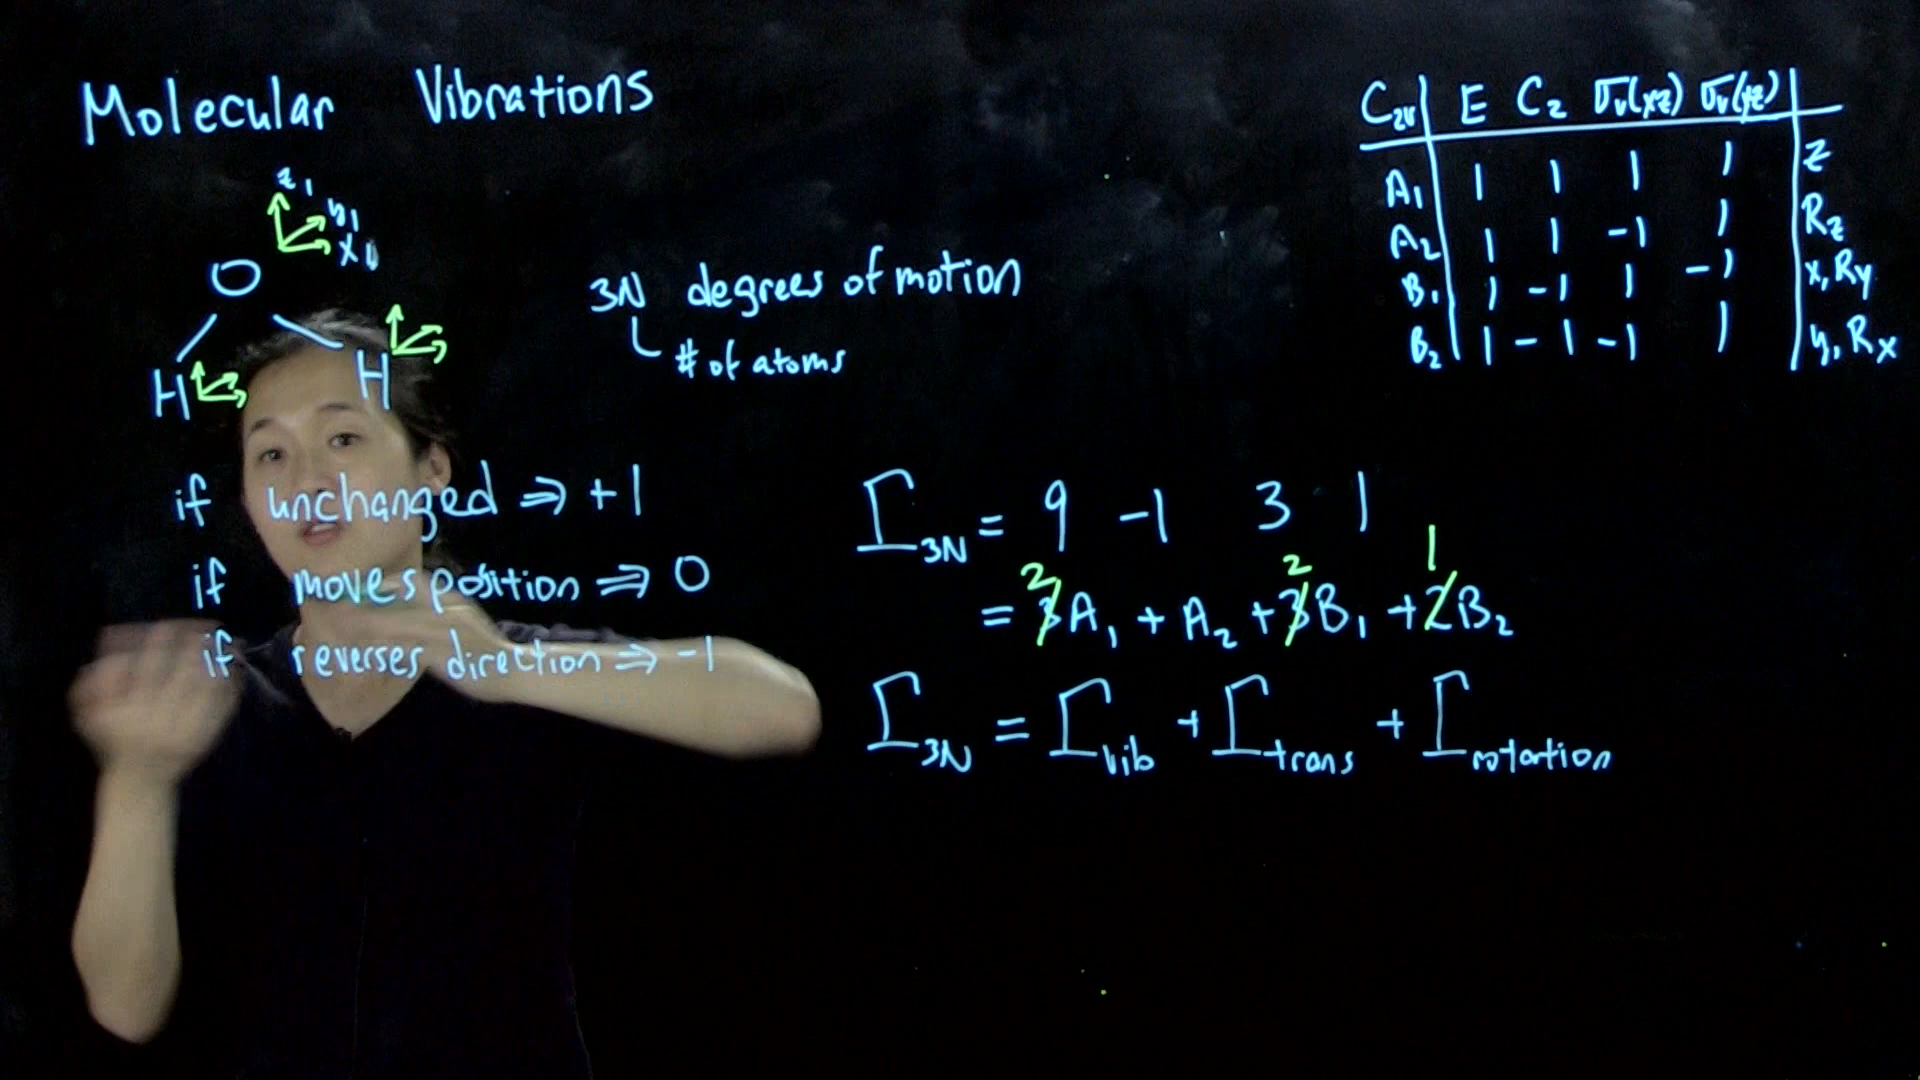 Molecular Vibrations
z₁
y₁
x₁
O
H
H
3N degrees of motion
# of atoms
C₂ᵥ E C₂ σᵥ(xz) σᵥ(yz)
A₁ 1 1 1 1 z
A₂ 1 1 -1 1 Rz
B₁ 1 -1 1 -1 x, Ry
B₂ 1 -1 -1 1 y, Rx
if unchanged ⇒ +1
if moves position ⇒ 0
if reverses direction ⇒ -1
Γ3N = 9 -1 3 1
2 2 1
= 3A₁ + A₂ + 3B₁ + 2B₂
Γ3N = Γvib + Γtrans + Γrotation